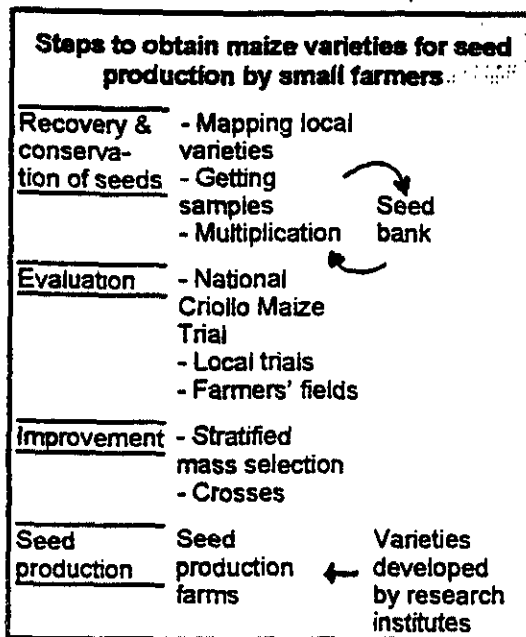 Steps to obtain maize varieties for seed
production by small farmers
Recovery &
conserva-
tion of seeds
- Mapping local
varieties
- Getting
samples
- Multiplication
Seed
bank
Evaluation
- National
Criollo Maize
Trial
- Local trials
- Farmers' fields
Improvement
- Stratified
mass selection
- Crosses
Seed
production
Seed
production
farms
Varieties
developed
by research
institutes